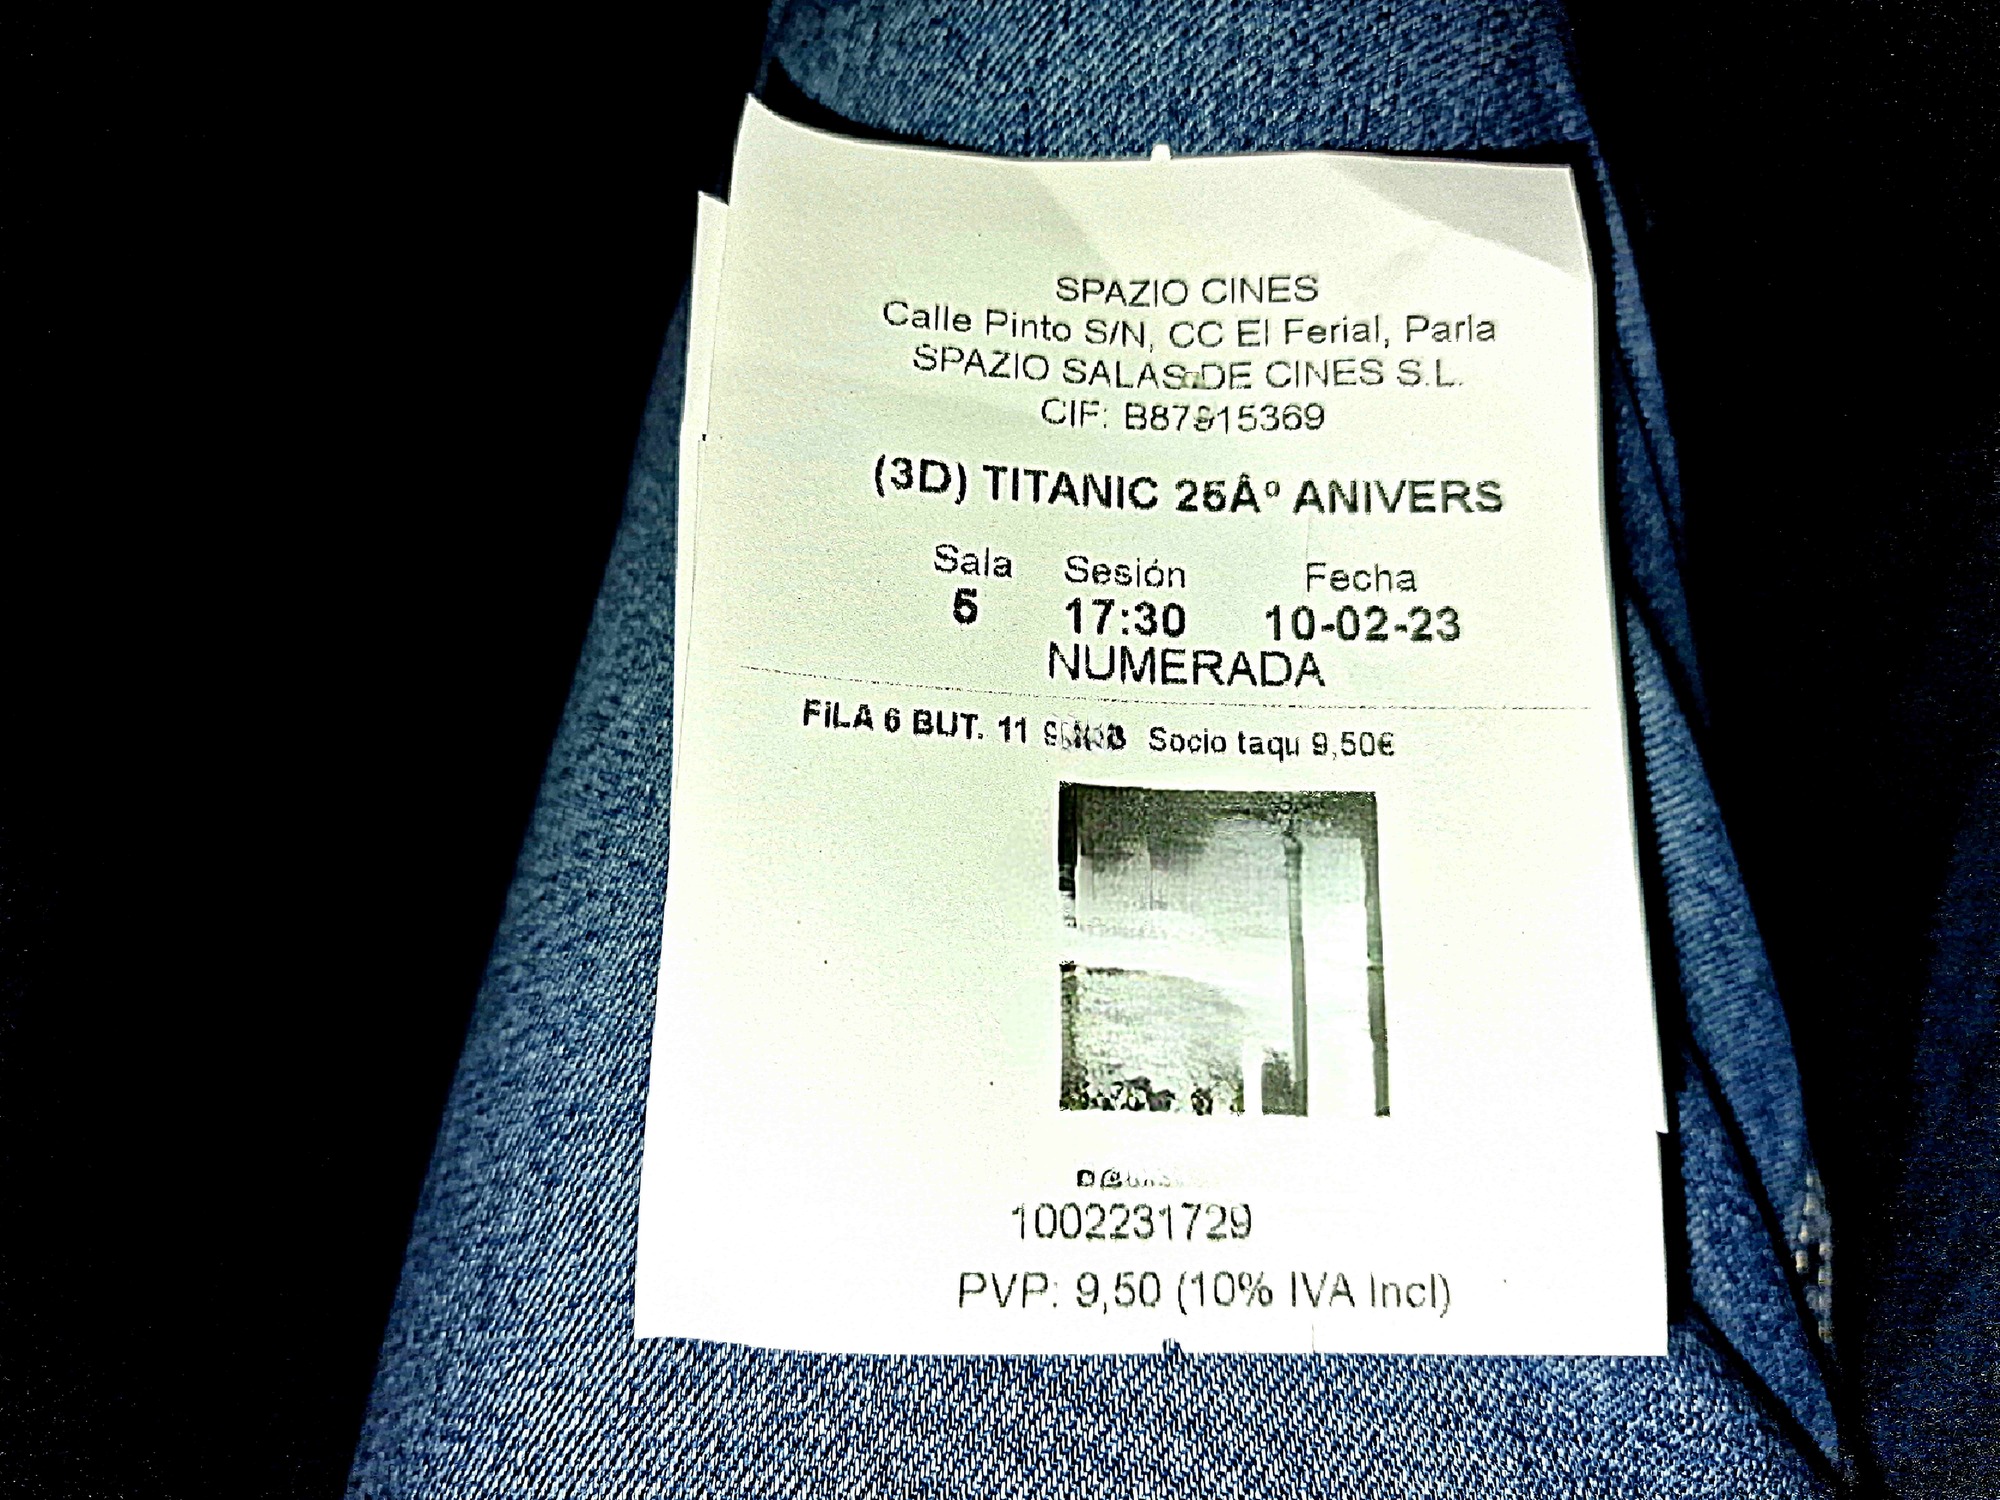 SPAZIO CINES
Calle Pinto S/N, CC El Ferial, Parla
SPAZIO SALAS DE CINES S.L.
CIF: B87915369
(3D) TITANIC 25Âº ANIVERS
Sala Sesión Fecha
5 17:30 10-02-23
NUMERADA
FILA 6 BUT. 11 Socio taqu 9,50€
1002231729
PVP: 9,50 (10% IVA Incl)